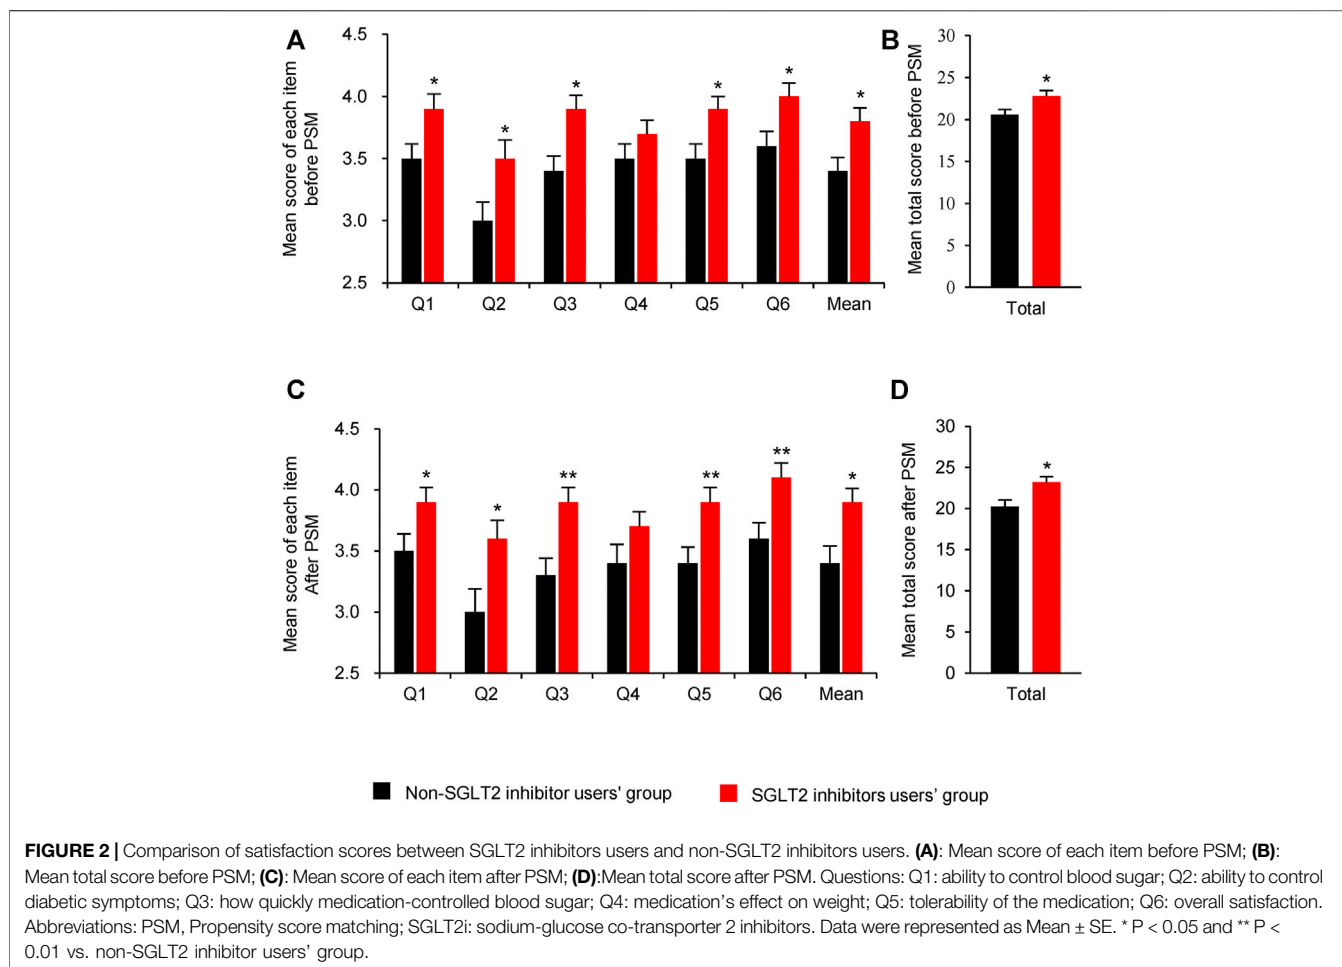 A
Mean score of each item
before PSM
4.5
4.0
3.5
3.0
2.5
* * * * * *
Q1 Q2 Q3 Q4 Q5 Q6 Mean
B
Mean total score before PSM
30
25
20
15
10
5
0
*
Total
C
Mean score of each item
After PSM
4.5
4.0
3.5
3.0
2.5
* * ** ** ** *
Q1 Q2 Q3 Q4 Q5 Q6 Mean
D
Mean total score after PSM
30
25
20
15
10
5
0
*
Total
Non-SGLT2 inhibitor users' group
SGLT2 inhibitors users’ group
FIGURE 2 | Comparison of satisfaction scores between SGLT2 inhibitors users and non-SGLT2 inhibitors users. (A): Mean score of each item before PSM; (B):
Mean total score before PSM; (C): Mean score of each item after PSM; (D):Mean total score after PSM. Questions: Q1: ability to control blood sugar; Q2: ability to control
diabetic symptoms; Q3: how quickly medication-controlled blood sugar; Q4: medication’s effect on weight; Q5: tolerability of the medication; Q6: overall satisfaction.
Abbreviations: PSM, Propensity score matching; SGLT2i: sodium-glucose co-transporter 2 inhibitors. Data were represented as Mean ± SE. * P < 0.05 and ** P <
0.01 vs. non-SGLT2 inhibitor users’ group.